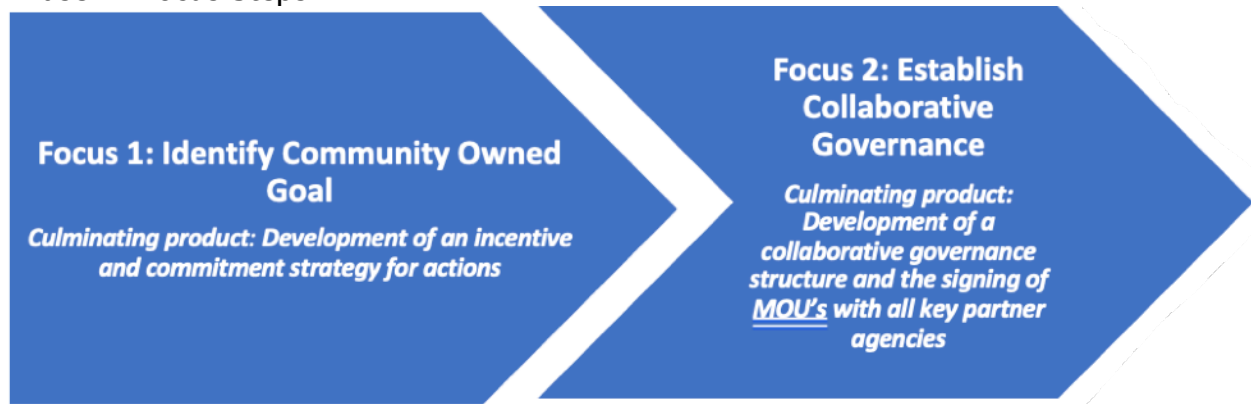 Focus 1: Identify Community Owned
Goal
Culminating product: Development of an incentive
and commitment strategy for actions
Focus 2: Establish
Collaborative
Governance
Culminating product:
Development of a
collaborative governance
structure and the signing of
MOU's with all key partner
agencies